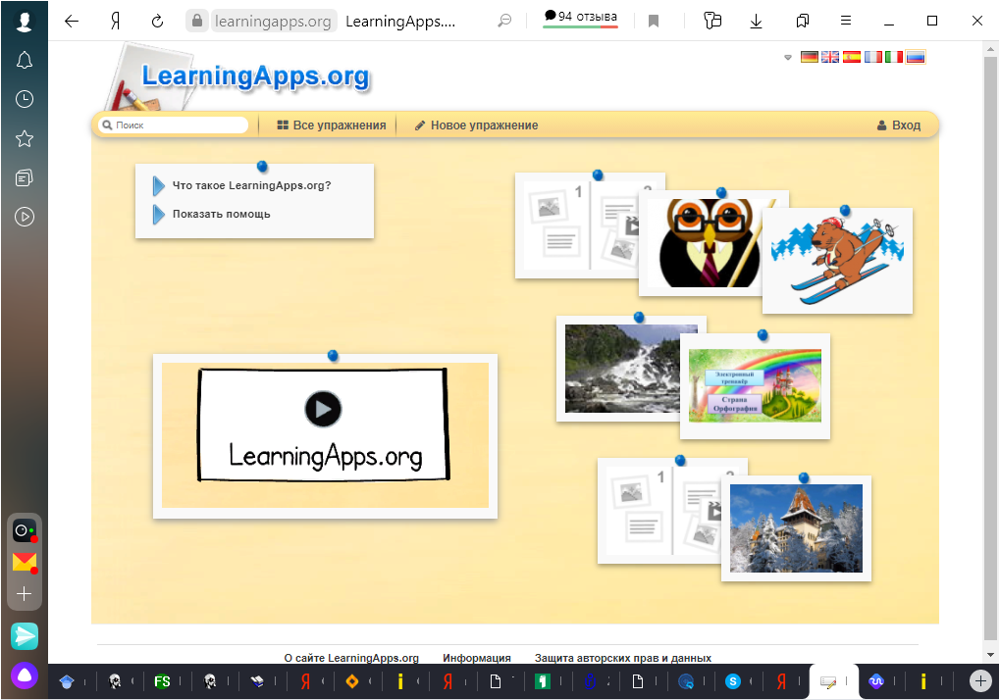 learningapps.org
LearningApps....
94 отзыва
LearningApps.org
Поиск
Все упражнения
Новое упражнение
Вход
Что такое LearningApps.org?
Показать помощь
1
2
Электронный
тренажёр
Страна
Орфография
LearningApps.org
1
2
О сайте LearningApps.org
Информация
Защита авторских прав и данных
Я
FS
Я
Я
S
Я